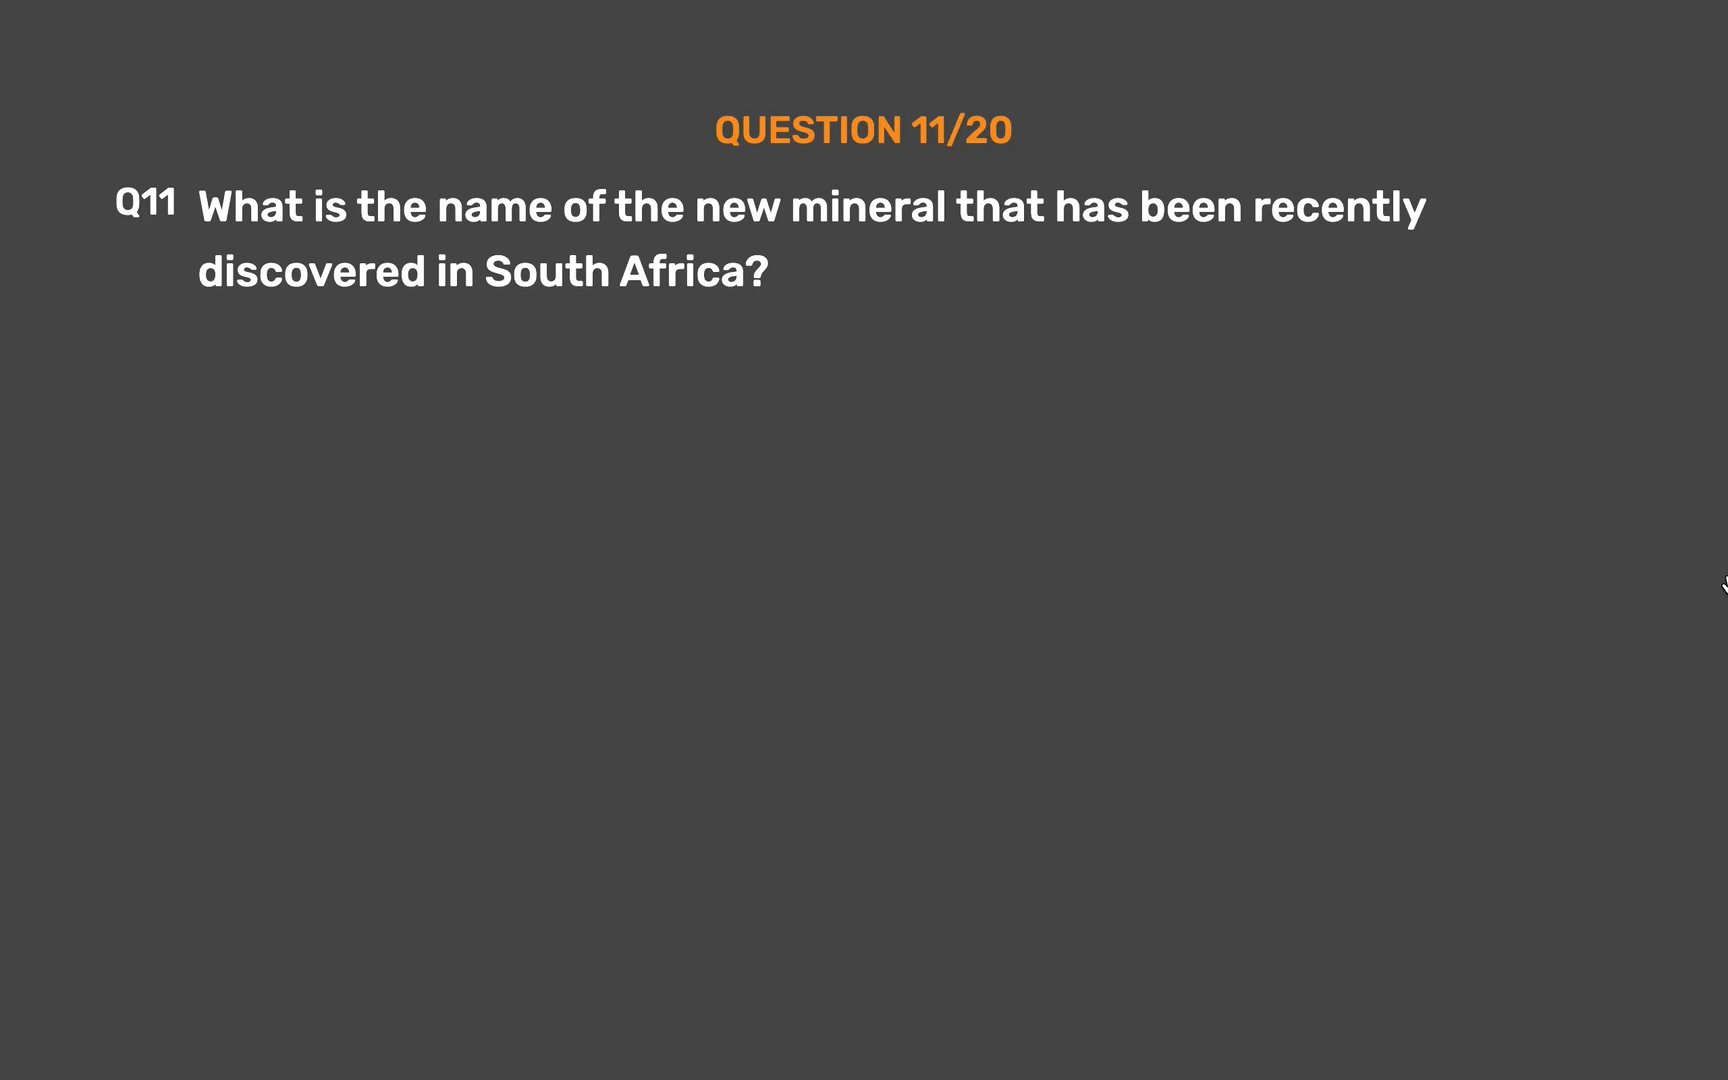 QUESTION 11/20
Q11 What is the name of the new mineral that has been recently
discovered in South Africa?